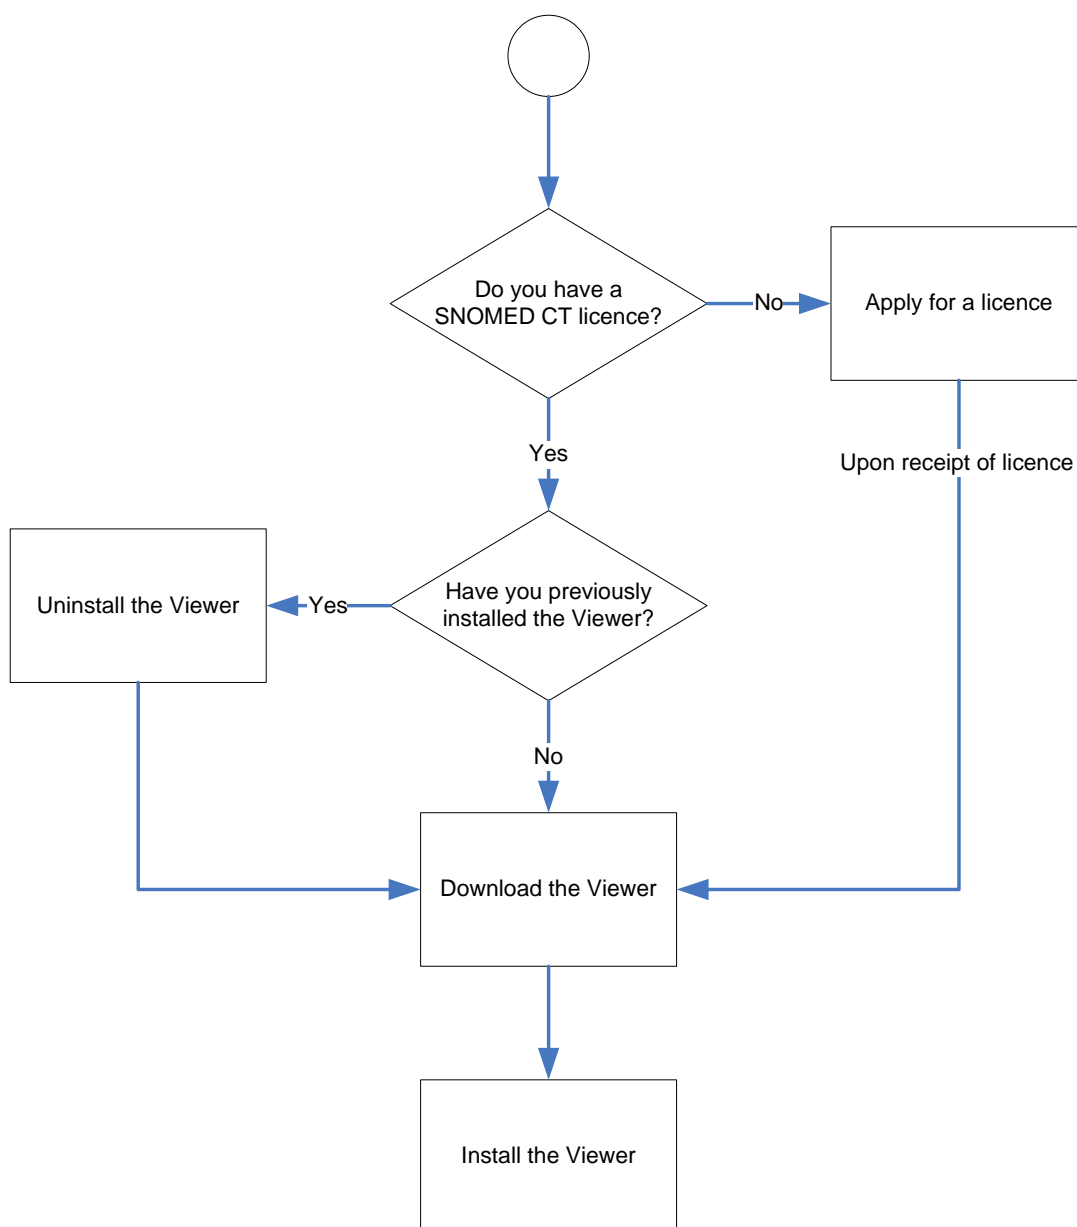 Do you have a
SNOMED CT licence?
No
Apply for a licence
Yes
Upon receipt of licence
Uninstall the Viewer
Yes
Have you previously
installed the Viewer?
No
Download the Viewer
Install the Viewer